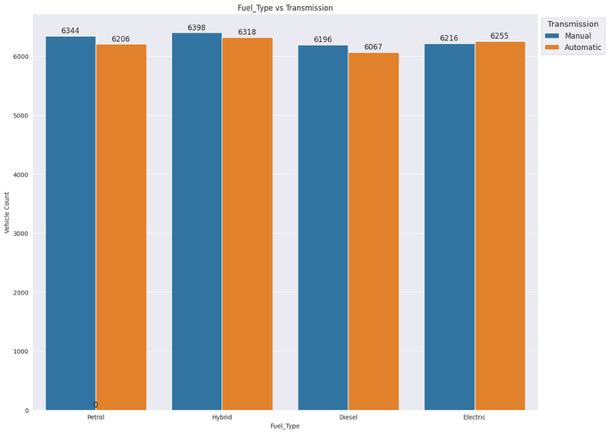 Fuel_Type vs Transmission
Transmission
Manual
Automatic
6344
6206
6398
6318
6196
6067
6216
6255
6000
5000
4000
3000
2000
1000
0
0
Vehicle Count
Petrol
Hybrid
Diesel
Electric
Fuel_Type